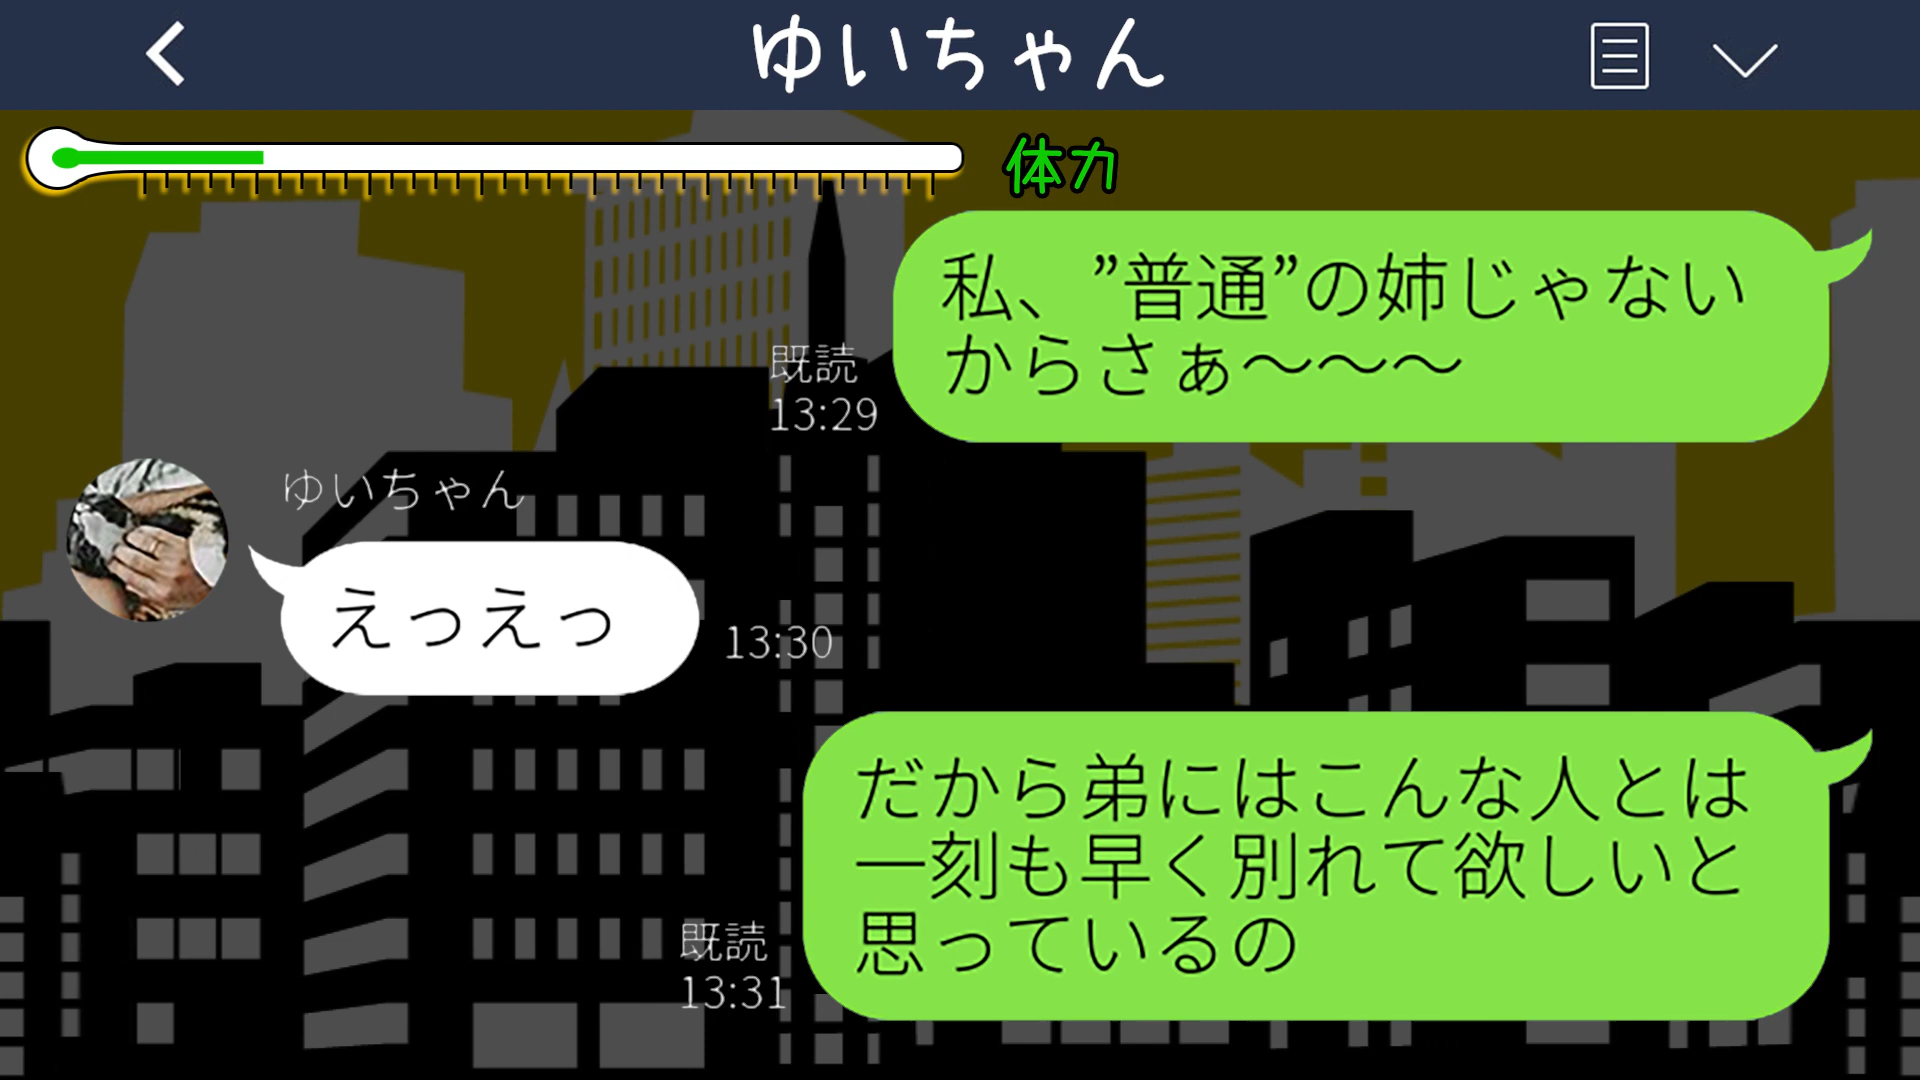 ゆいちゃん
体力
私、”普通”の姉じゃない
からさぁ〜〜〜
既読
13:29
ゆいちゃん
えっえっ
13:30
だから弟にはこんな人とは
一刻も早く別れて欲しいと
思っているの
既読
13:31